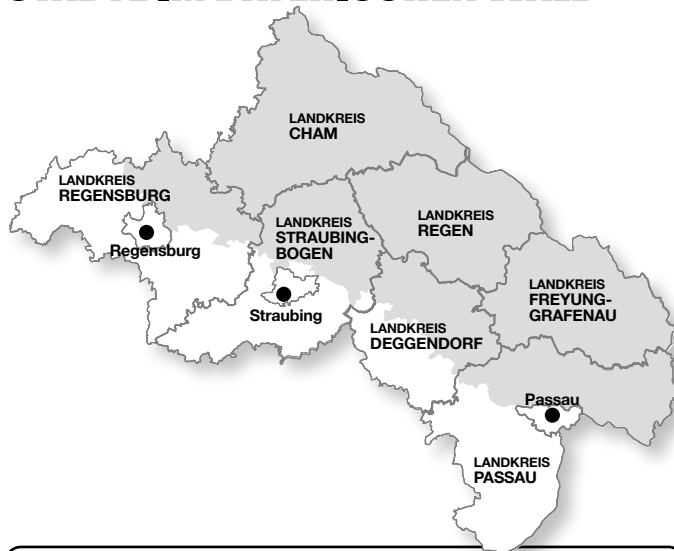 LANDKREIS
CHAM
LANDKREIS
REGENSBURG
Regensburg
LANDKREIS
STRAUBING-
BOGEN
Straubing
LANDKREIS
REGEN
LANDKREIS
FREYUNG-
GRAFENAU
LANDKREIS
DEGGENDORF
Passau
LANDKREIS
PASSAU